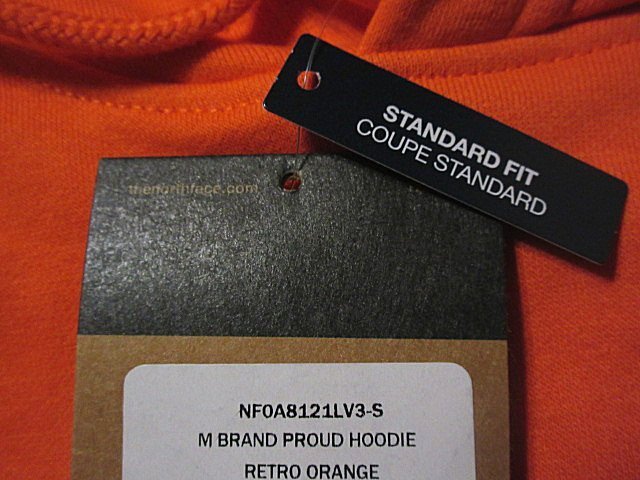 STANDARD FIT
COUPE STANDARD
thenorthface.com
NF0A8121LV3-S
M BRAND PROUD HOODIE
RETRO ORANGE